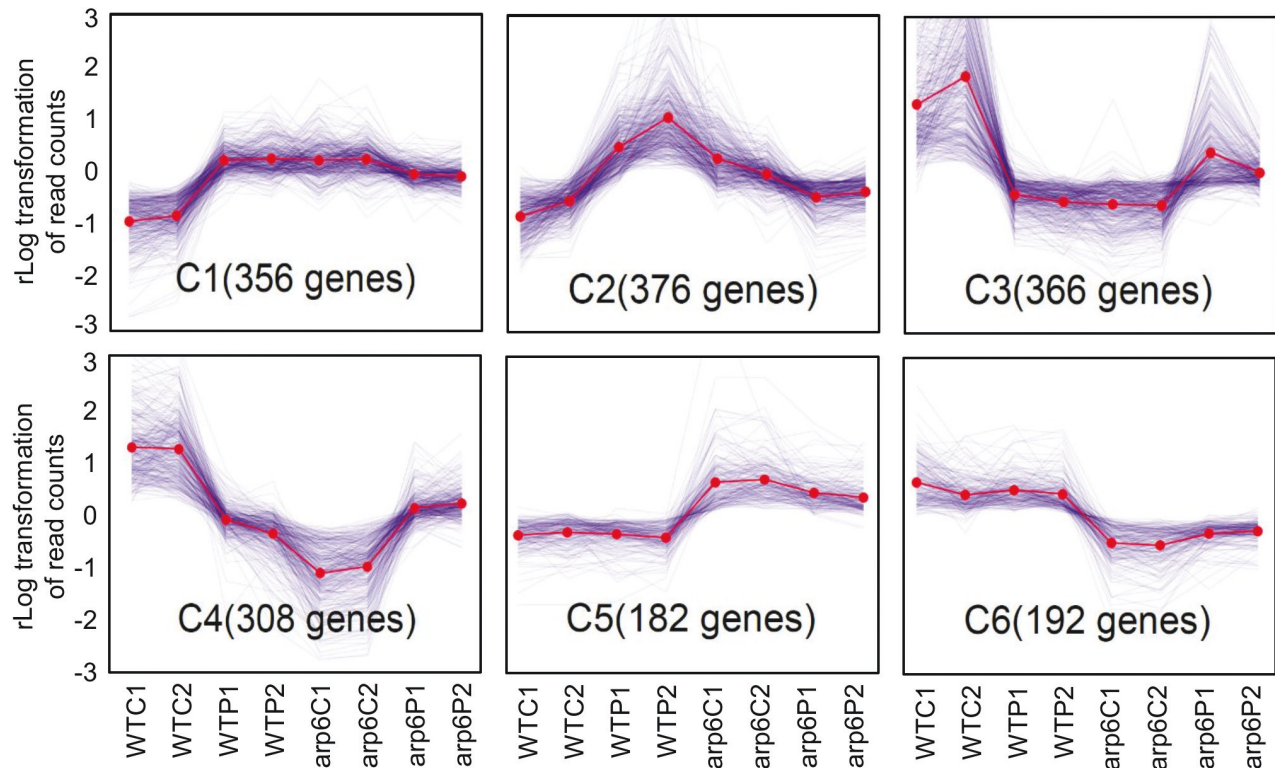 rLog transformation
of read counts
3
2
1
0
-1
-2
-3
C1(356 genes)
C2(376 genes)
C3(366 genes)
rLog transformation
of read counts
3
2
1
0
-1
-2
-3
C4(308 genes)
C5(182 genes)
C6(192 genes)
WTC1
WTC2
WTP1
WTP2
arp6C1
arp6C2
arp6P1
arp6P2
WTC1
WTC2
WTP1
WTP2
arp6C1
arp6C2
arp6P1
arp6P2
WTC1
WTC2
WTP1
WTP2
arp6C1
arp6C2
arp6P1
arp6P2